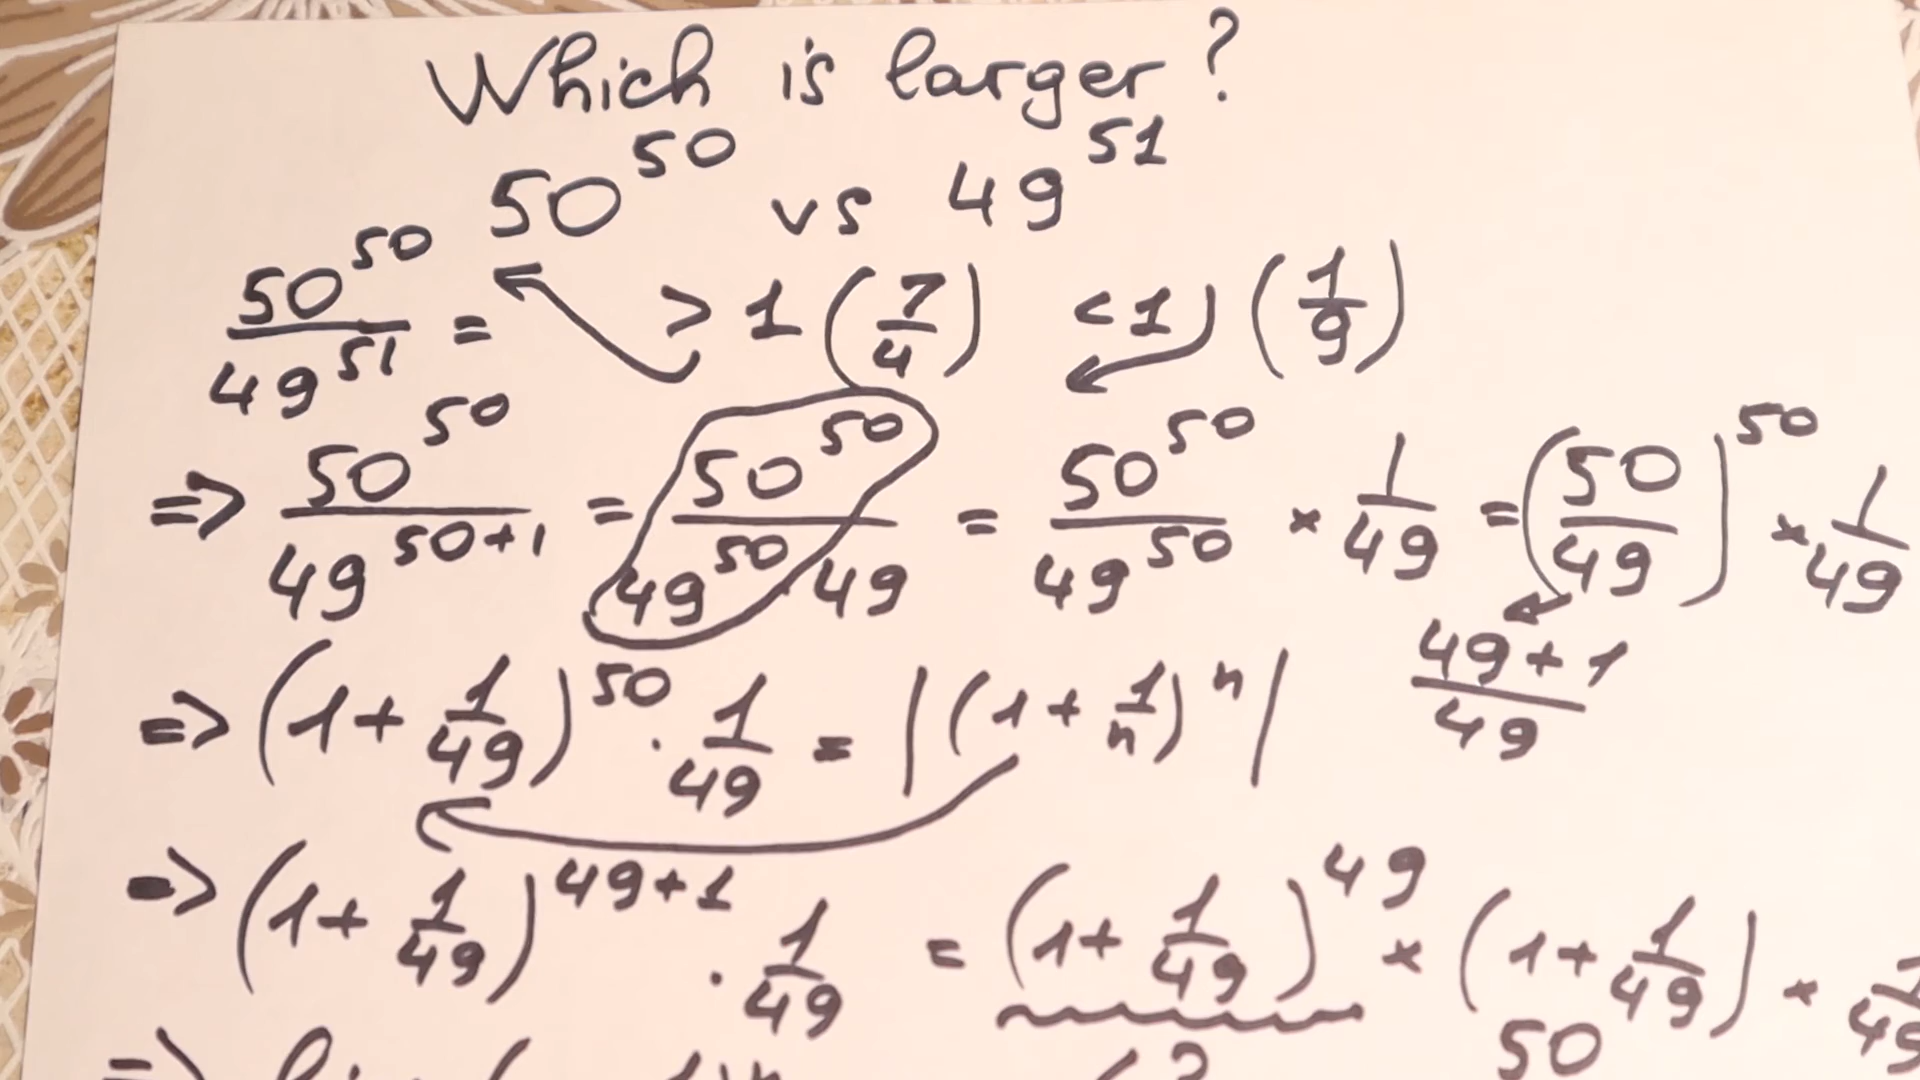 Which is larger?
50^50 vs 49^51
50^50/49^51 = > 1 (7/4) < 1 (1/9)
=> 50^50/49^(50+1) = 50^50/(49^50 · 49) = 50^50/49^50 × 1/49 = (50/49)^50 × 1/49
(49+1)/49
=> (1 + 1/49)^50 · 1/49 = |(1 + 1/n)^n|
=> (1 + 1/49)^(49+1) · 1/49 = (1 + 1/49)^49 × (1 + 1/49) × 1/49
50